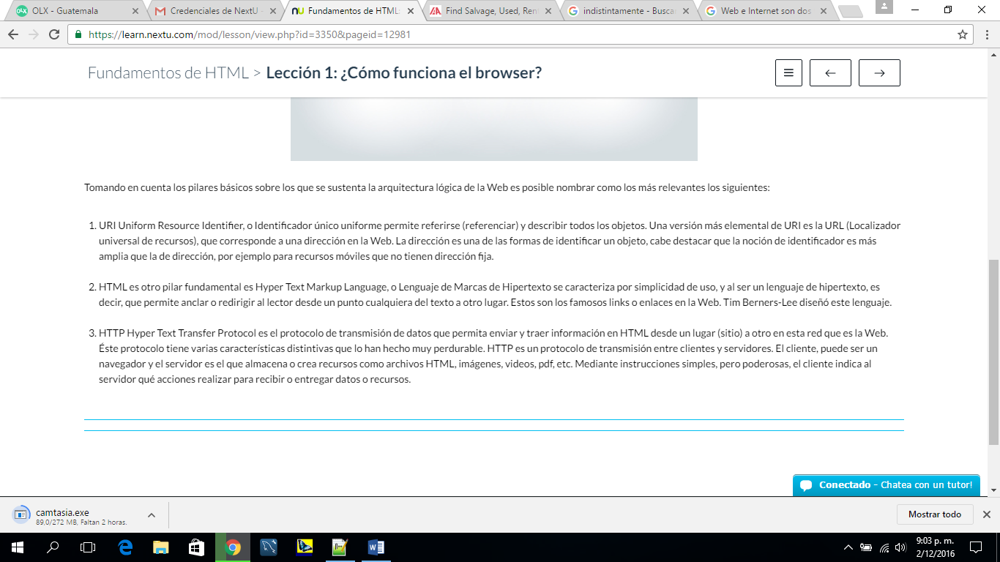 OLX - Guatemala
Credenciales de NextU -
Fundamentos de HTML:
Find Salvage, Used, Ren
indistintamente - Busca
Web e Internet son dos
https://learn.nextu.com/mod/lesson/view.php?id=3350&pageid=12981
Fundamentos de HTML > Lección 1: ¿Cómo funciona el browser?
Tomando en cuenta los pilares básicos sobre los que se sustenta la arquitectura lógica de la Web es posible nombrar como los más relevantes los siguientes:
1. URI Uniform Resource Identifier, o Identificador único uniforme permite referirse (referenciar) y describir todos los objetos. Una versión más elemental de URI es la URL (Localizador
universal de recursos), que corresponde a una dirección en la Web. La dirección es una de las formas de identificar un objeto, cabe destacar que la noción de identificador es más
amplia que la de dirección, por ejemplo para recursos móviles que no tienen dirección fija.
2. HTML es otro pilar fundamental es Hyper Text Markup Language, o Lenguaje de Marcas de Hipertexto se caracteriza por simplicidad de uso, y al ser un lenguaje de hipertexto, es
decir, que permite anclar o redirigir al lector desde un punto cualquiera del texto a otro lugar. Estos son los famosos links o enlaces en la Web. Tim Berners-Lee diseñó este lenguaje.
3. HTTP Hyper Text Transfer Protocol es el protocolo de transmisión de datos que permita enviar y traer información en HTML desde un lugar (sitio) a otro en esta red que es la Web.
Éste protocolo tiene varias características distintivas que lo han hecho muy perdurable. HTTP es un protocolo de transmisión entre clientes y servidores. El cliente, puede ser un
navegador y el servidor es el que almacena o crea recursos como archivos HTML, imágenes, videos, pdf, etc. Mediante instrucciones simples, pero poderosas, el cliente indica al
servidor qué acciones realizar para recibir o entregar datos o recursos.
Conectado - Chatea con un tutor!
camtasia.exe
89.0/272 MB, Faltan 2 horas.
Mostrar todo
9:03 p. m.
2/12/2016